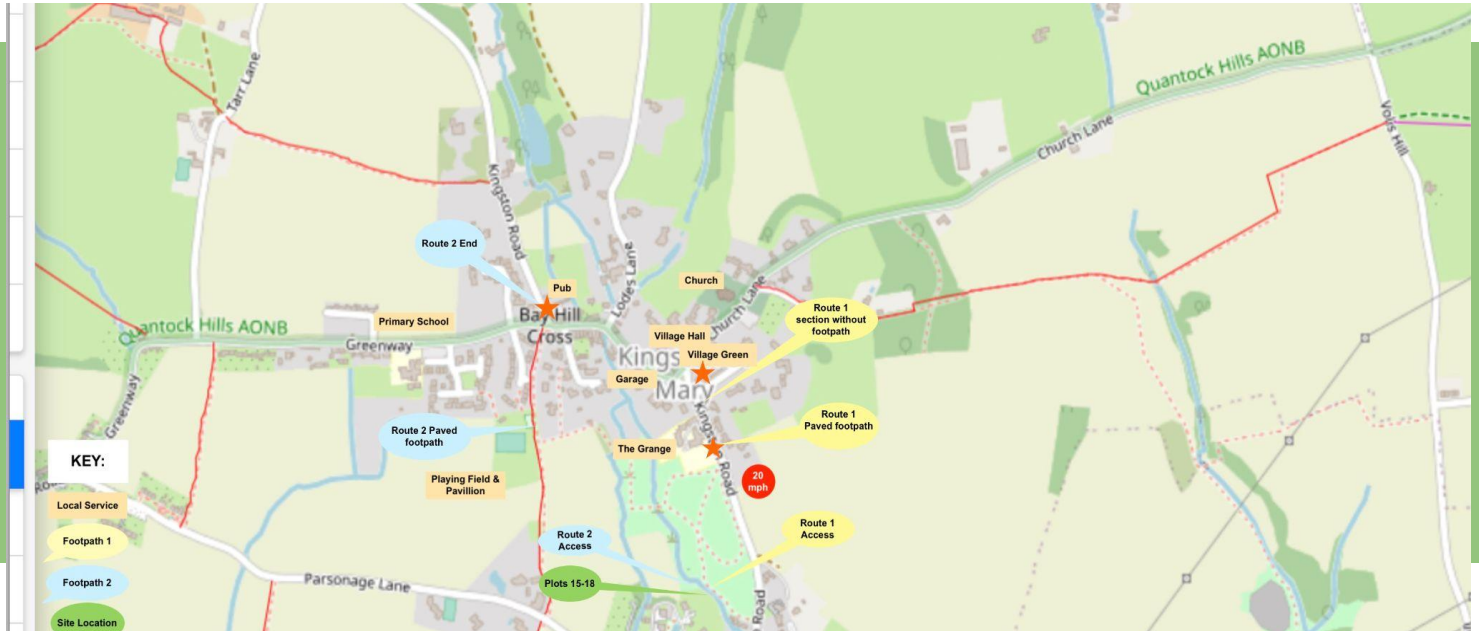 Tarr Lane
Quantock Hills AONB
Church Lane
Volis Hill
Kingston Road
Route 2 End
Pub
Bay Hill
Cross
Lodes Lane
Church
Church Lane
Route 1
section without
footpath
Quantock Hills AONB
Primary School
Greenway
Village Hall
Village Green
Kings
Mary
Garage
Greenway
Route 2 Paved
footpath
Route 1
Paved footpath
The Grange
Road
KEY:
Playing Field &
Pavillion
20
mph
Local Service
Footpath 1
Route 2
Access
Route 1
Access
Footpath 2
Parsonage Lane
Plots 15-18
Road
Site Location